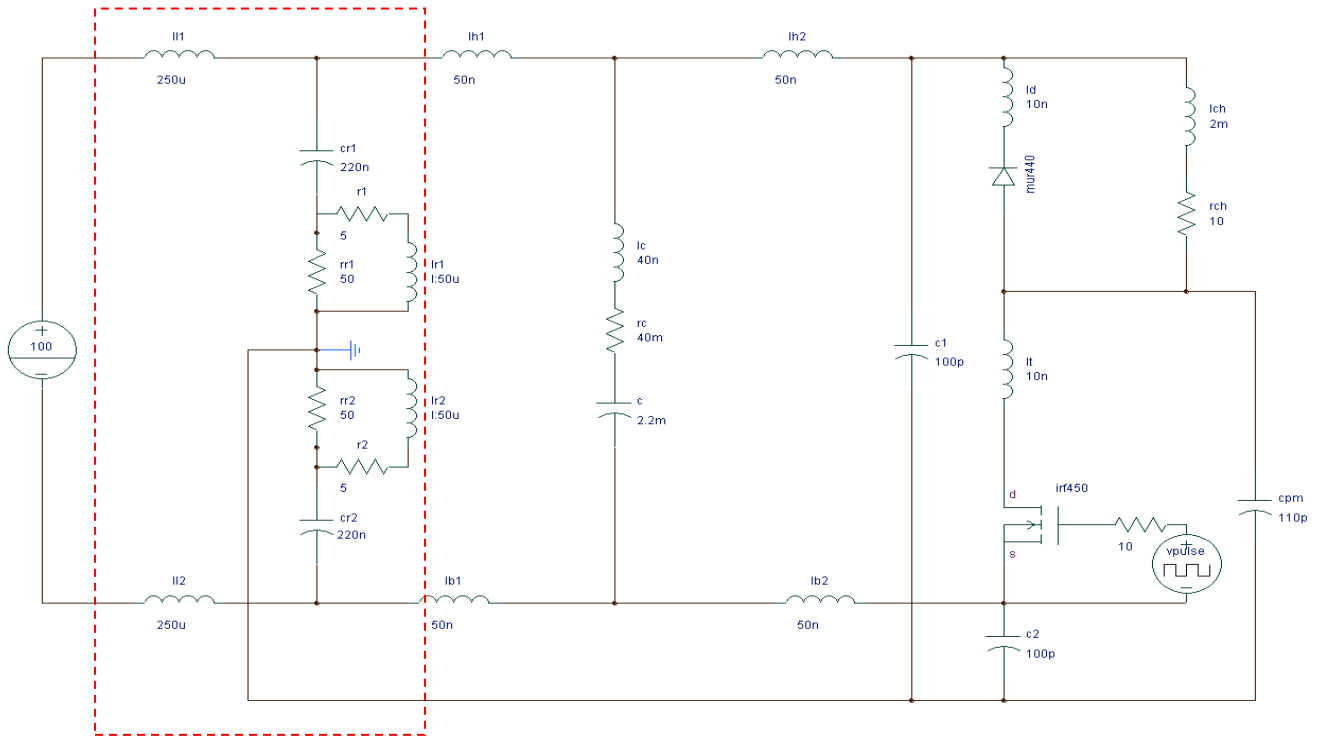 ll1
250u
lh1
50n
lh2
50n
ld
10n
mur440
lch
2m
rch
10
cr1
220n
r1
5
rr1
50
lr1
l:50u
lc
40n
rc
40m
c
2.2m
100
c1
100p
lt
10n
rr2
50
lr2
l:50u
r2
5
cr2
220n
d
irf450
s
10
vpulse
cpm
110p
ll2
250u
lb1
50n
lb2
50n
c2
100p